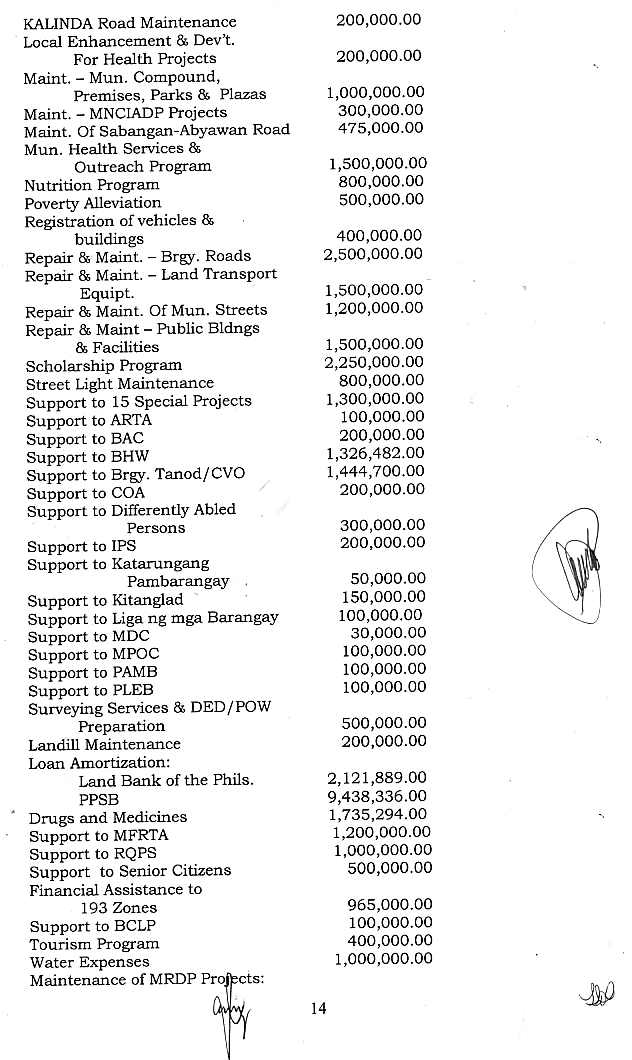 KALINDA Road Maintenance 200,000.00
Local Enhancement & Dev't.
For Health Projects 200,000.00
Maint. – Mun. Compound,
Premises, Parks & Plazas 1,000,000.00
Maint. – MNCIADP Projects 300,000.00
Maint. Of Sabangan-Abyawan Road 475,000.00
Mun. Health Services &
Outreach Program 1,500,000.00
Nutrition Program 800,000.00
Poverty Alleviation 500,000.00
Registration of vehicles &
buildings 400,000.00
Repair & Maint. – Brgy. Roads 2,500,000.00
Repair & Maint. – Land Transport
Equipt. 1,500,000.00
Repair & Maint. Of Mun. Streets 1,200,000.00
Repair & Maint – Public Bldngs
& Facilities 1,500,000.00
Scholarship Program 2,250,000.00
Street Light Maintenance 800,000.00
Support to 15 Special Projects 1,300,000.00
Support to ARTA 100,000.00
Support to BAC 200,000.00
Support to BHW 1,326,482.00
Support to Brgy. Tanod/CVO 1,444,700.00
Support to COA 200,000.00
Support to Differently Abled
Persons 300,000.00
Support to IPS 200,000.00
Support to Katarungang
Pambarangay 50,000.00
Support to Kitanglad 150,000.00
Support to Liga ng mga Barangay 100,000.00
Support to MDC 30,000.00
Support to MPOC 100,000.00
Support to PAMB 100,000.00
Support to PLEB 100,000.00
Surveying Services & DED/POW
Preparation 500,000.00
Landill Maintenance 200,000.00
Loan Amortization:
Land Bank of the Phils. 2,121,889.00
PPSB 9,438,336.00
Drugs and Medicines 1,735,294.00
Support to MFRTA 1,200,000.00
Support to RQPS 1,000,000.00
Support to Senior Citizens 500,000.00
Financial Assistance to
193 Zones 965,000.00
Support to BCLP 100,000.00
Tourism Program 400,000.00
Water Expenses 1,000,000.00
Maintenance of MRDP Projects:
14